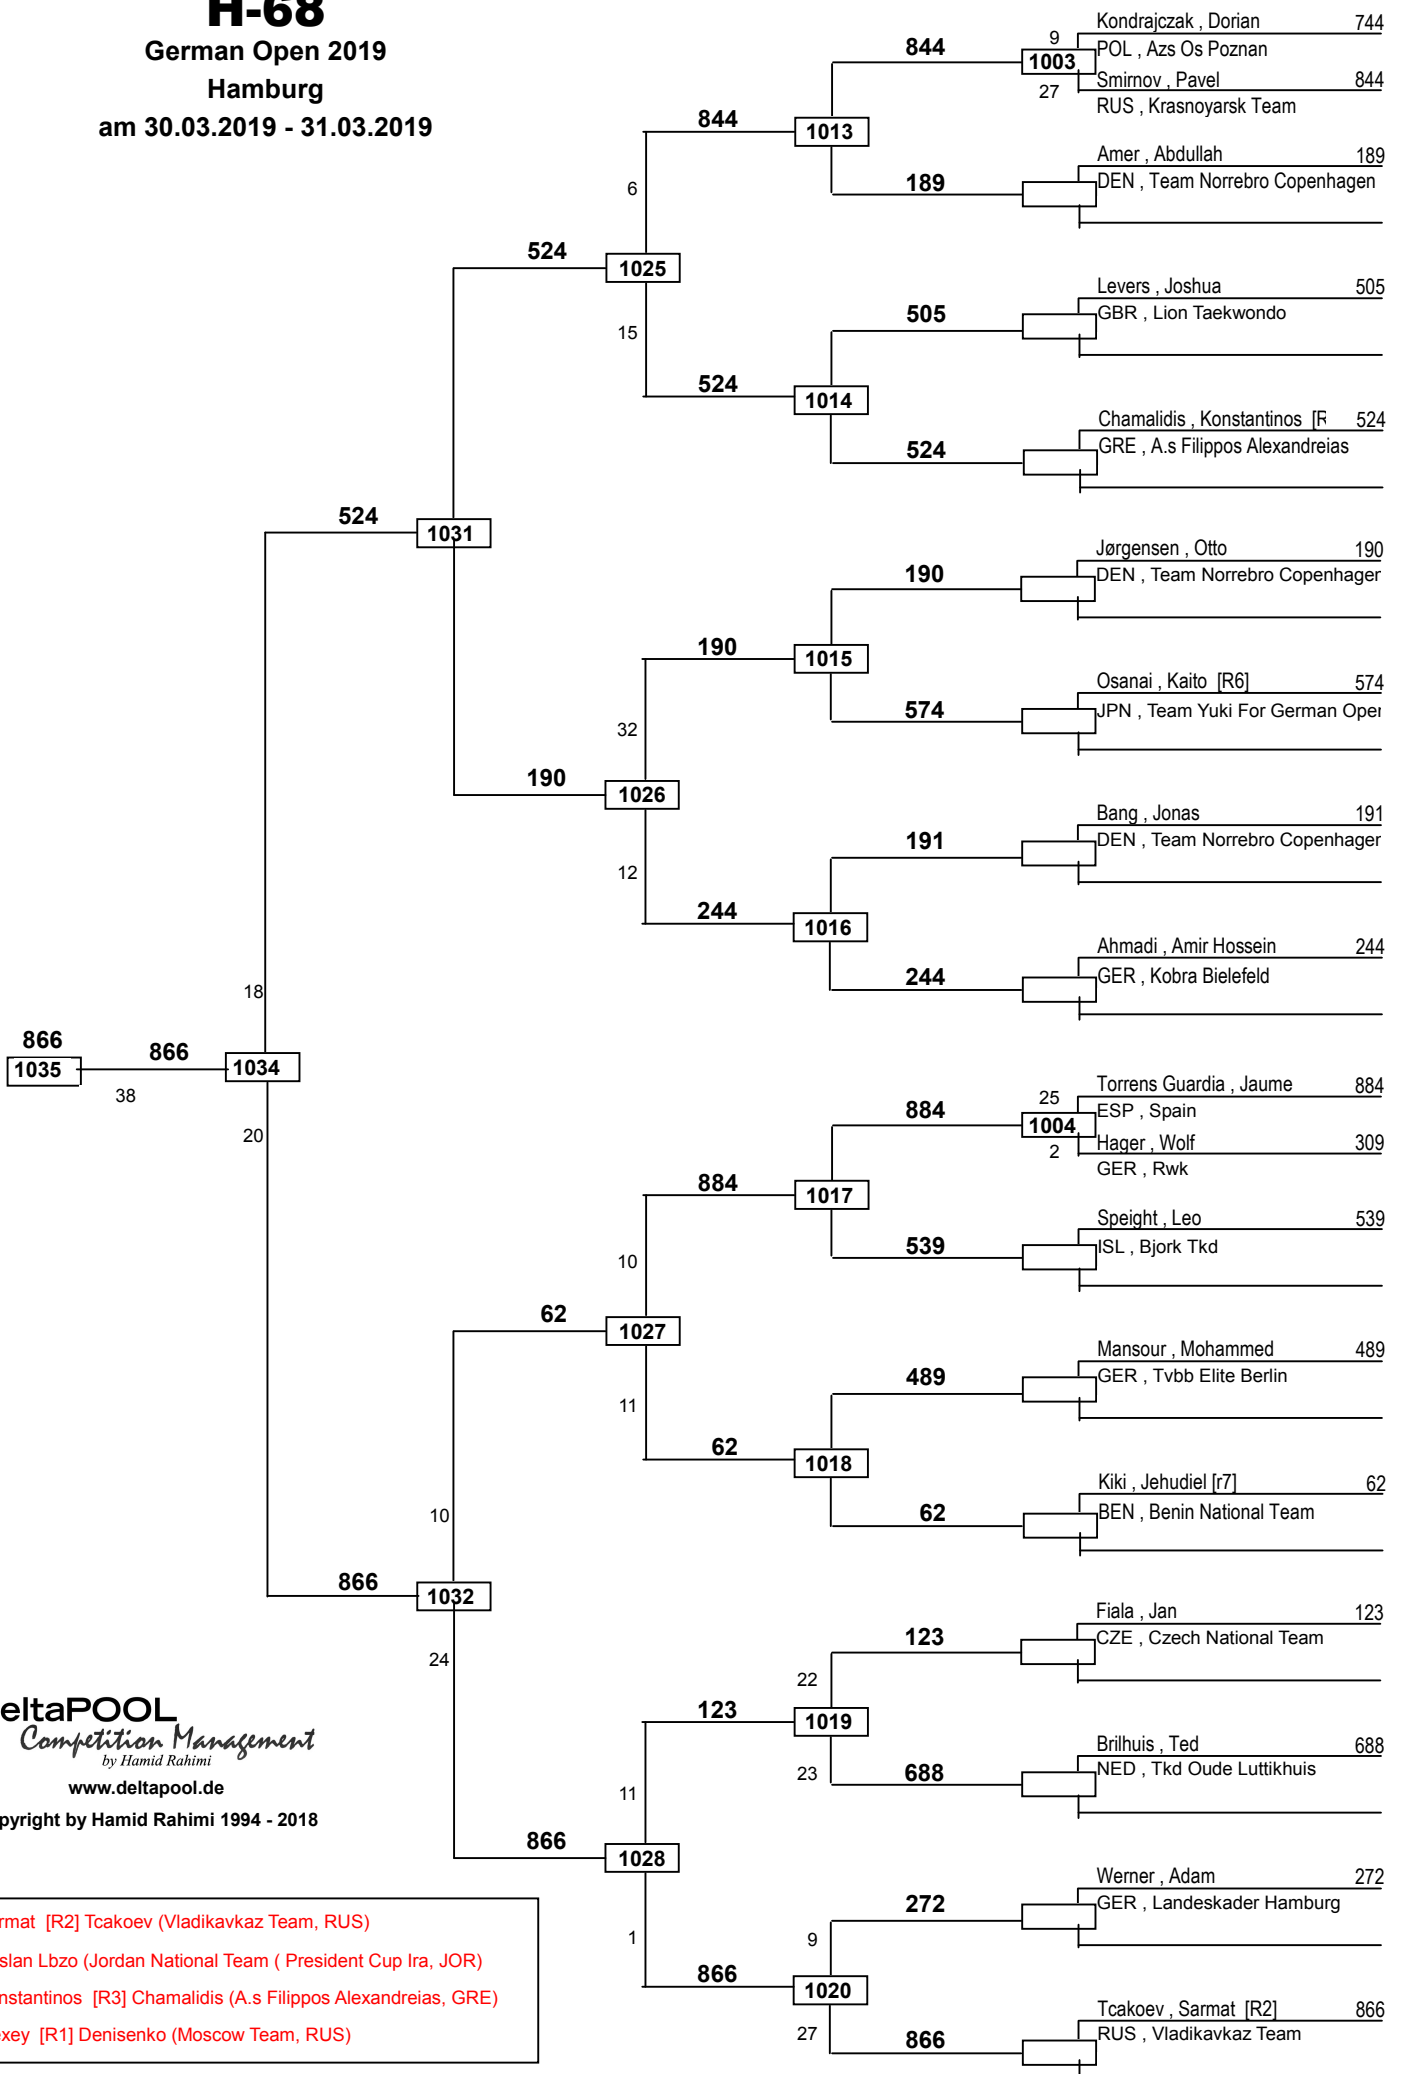 H-68
German Open 2019
Hamburg
am 30.03.2019 - 31.03.2019
Kondrajczak , Dorian 744
9
844
1003
POL , Azs Os Poznan
Smirnov , Pavel 844
27
RUS , Krasnoyarsk Team
844
1013
Amer , Abdullah 189
189
DEN , Team Norrebro Copenhagen
6
524
1025
Levers , Joshua 505
505
GBR , Lion Taekwondo
15
524
1014
Chamalidis , Konstantinos [R 524
524
GRE , A.s Filippos Alexandreias
524
1031
Jørgensen , Otto 190
190
DEN , Team Norrebro Copenhager
190
1015
Osanai , Kaito [R6] 574
574
JPN , Team Yuki For German Oper
32
190
1026
Bang , Jonas 191
191
DEN , Team Norrebro Copenhager
12
244
1016
Ahmadi , Amir Hossein 244
244
GER , Kobra Bielefeld
18
866
1035
866
38
1034
20
Torrens Guardia , Jaume 884
25
884
1004
ESP , Spain
Hager , Wolf 309
2
GER , Rwk
884
1017
Speight , Leo 539
539
ISL , Bjork Tkd
10
62
1027
Mansour , Mohammed 489
489
GER , Tvbb Elite Berlin
11
62
1018
Kiki , Jehudiel [r7] 62
62
BEN , Benin National Team
10
866
1032
24
Fiala , Jan 123
123
CZE , Czech National Team
22
123
1019
23
Brilhuis , Ted 688
688
NED , Tkd Oude Luttikhuis
11
866
1028
1
Werner , Adam 272
272
GER , Landeskader Hamburg
9
866
1020
27
Tcakoev , Sarmat [R2] 866
866
RUS , Vladikavkaz Team
eltaPOOL
Competition Management
by Hamid Rahimi
www.deltapool.de
pyright by Hamid Rahimi 1994 - 2018
rmat [R2] Tcakoev (Vladikavkaz Team, RUS)
slan Lbzo (Jordan National Team ( President Cup Ira, JOR)
nstantinos [R3] Chamalidis (A.s Filippos Alexandreias, GRE)
exey [R1] Denisenko (Moscow Team, RUS)